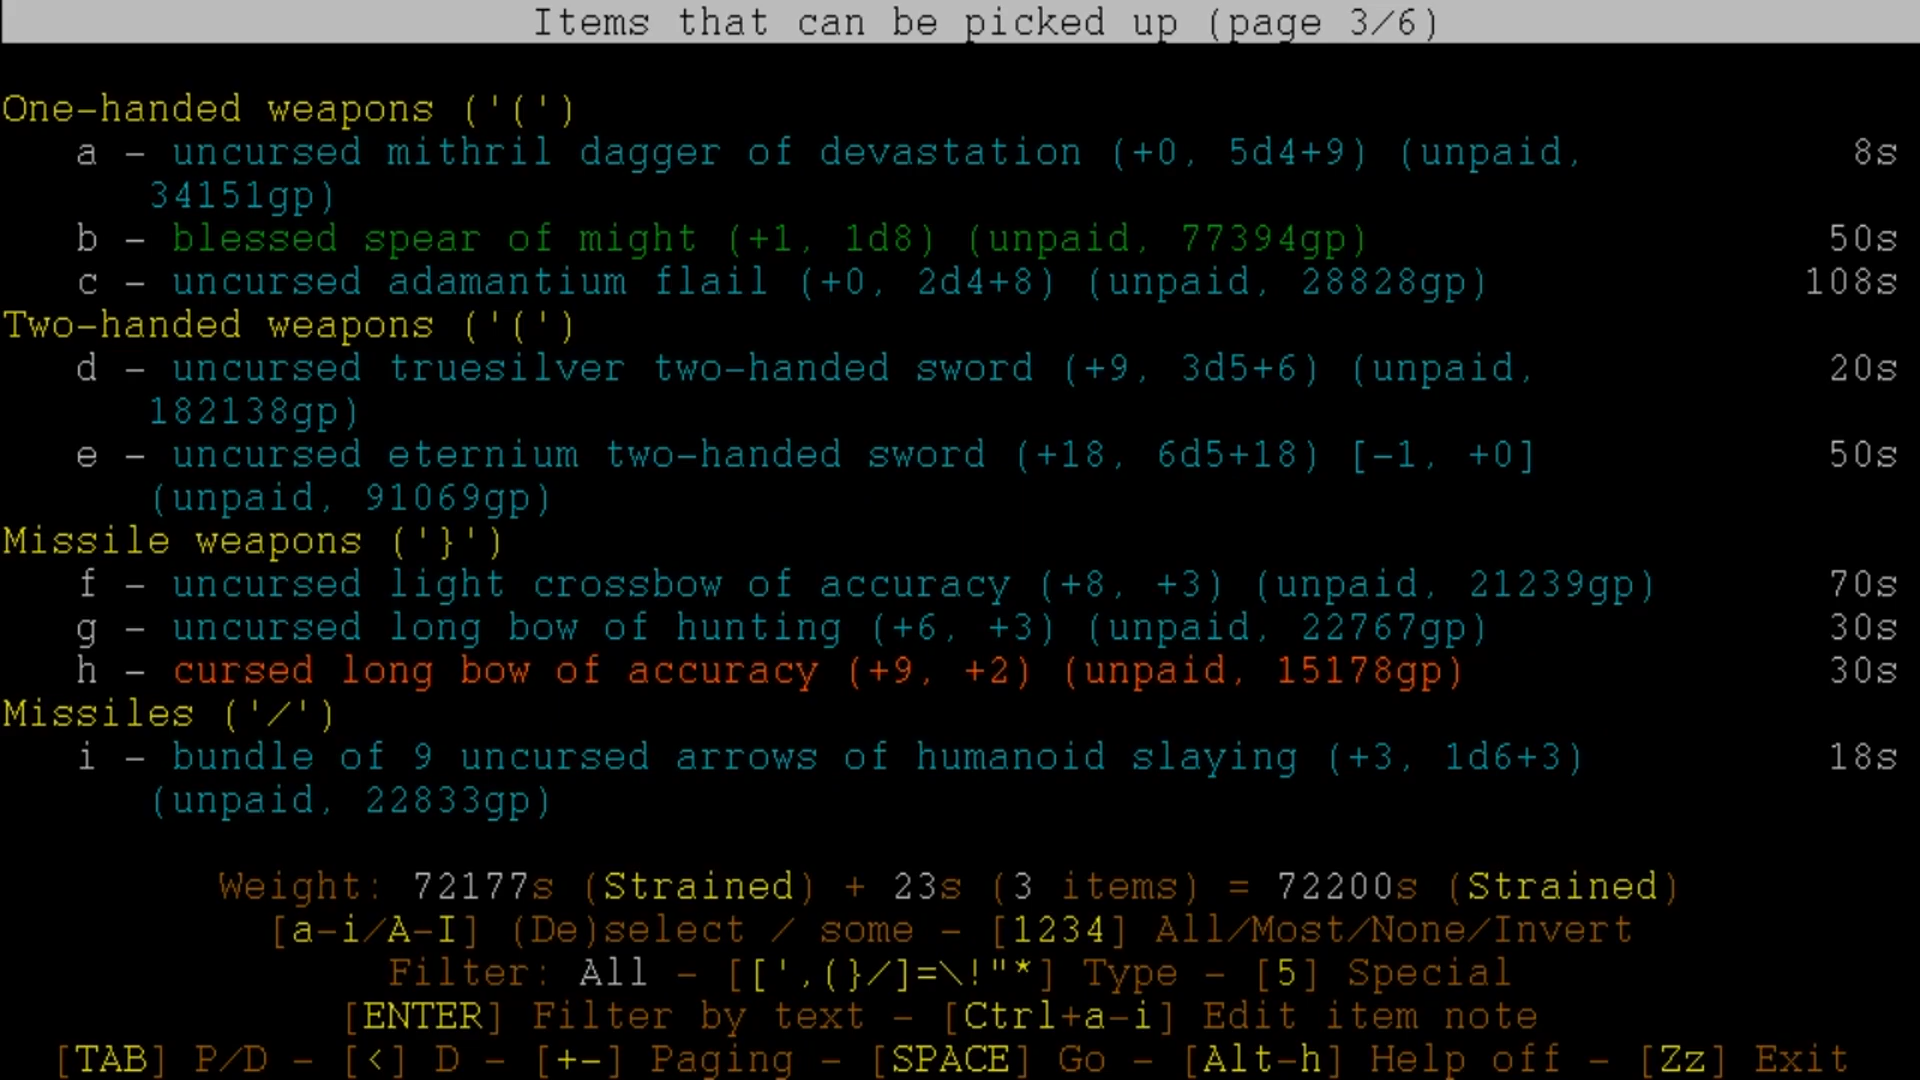 Items that can be picked up (page 3/6)
One-handed weapons ('(')
a - uncursed mithril dagger of devastation (+0, 5d4+9) (unpaid, 8s
34151gp)
b - blessed spear of might (+1, 1d8) (unpaid, 77394gp) 50s
c - uncursed adamantium flail (+0, 2d4+8) (unpaid, 28828gp) 108s
Two-handed weapons ('(')
d - uncursed truesilver two-handed sword (+9, 3d5+6) (unpaid, 20s
182138gp)
e - uncursed eternium two-handed sword (+18, 6d5+18) [-1, +0] 50s
(unpaid, 91069gp)
Missile weapons ('}')
f - uncursed light crossbow of accuracy (+8, +3) (unpaid, 21239gp) 70s
g - uncursed long bow of hunting (+6, +3) (unpaid, 22767gp) 30s
h - cursed long bow of accuracy (+9, +2) (unpaid, 15178gp) 30s
Missiles ('/')
i - bundle of 9 uncursed arrows of humanoid slaying (+3, 1d6+3) 18s
(unpaid, 22833gp)
Weight: 72177s (Strained) + 23s (3 items) = 72200s (Strained)
[a-i/A-I] (De)select / some - [1234] All/Most/None/Invert
Filter: All - [[',(}/]=\!"*] Type - [5] Special
[ENTER] Filter by text - [Ctrl+a-i] Edit item note
[TAB] P/D - [<] D - [+-] Paging - [SPACE] Go - [Alt-h] Help off - [Zz] Exit